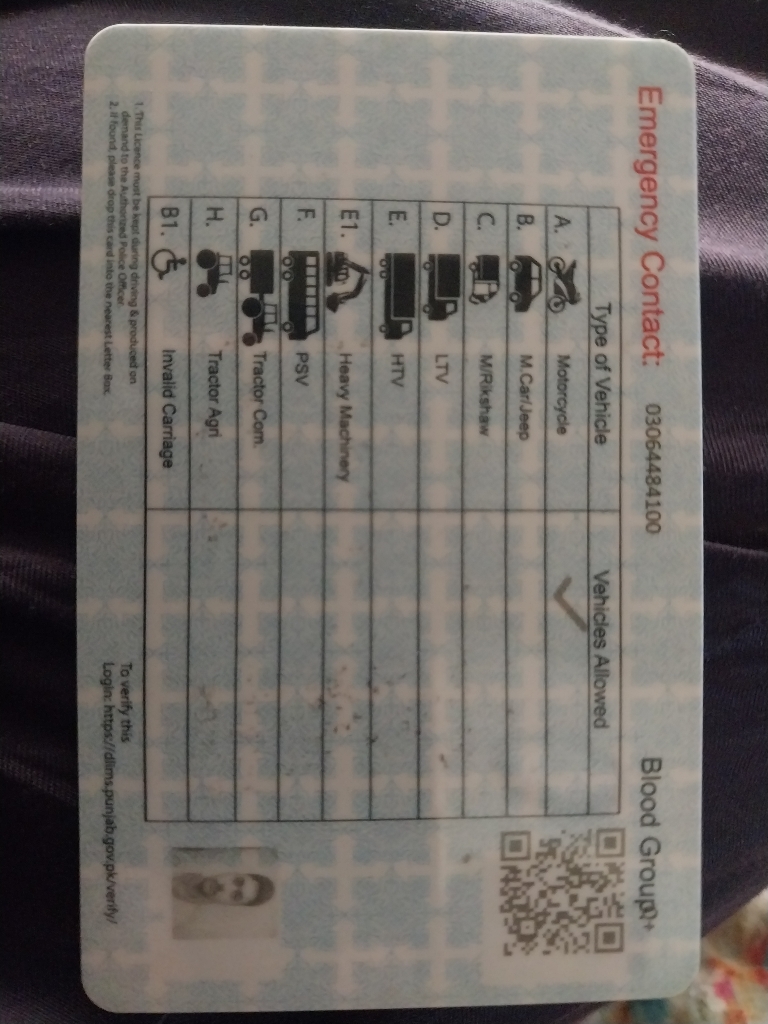 Emergency Contact: 03064484100 Blood Group:
Type of Vehicle Vehicles Allowed
A. Motorcycle ✓
B. M.Car/Jeep
C. M/Rikshaw
D. LTV
E. HTV
E1. Heavy Machinery
F. PSV
G. Tractor Com.
H. Tractor Agri
B1. Invalid Carriage
1. This Licence must be kept during driving & produced on
demand to the Authorized Police Officer.
2. If found, please drop this card into the nearest Letter Box.
To verify this
Login: https://dlims.punjab.gov.pk/verify/